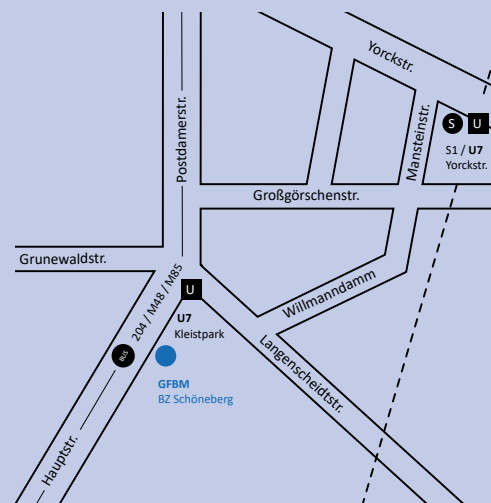 Yorckstr.
Postdamerstr.
Mansteinstr.
S
U
S1 / U7
Yorckstr.
Großgörschenstr.
Grunewaldstr.
204 / M48 / M85
U
Willmanndamm
U7
Kleistpark
BUS
Langenscheidtstr.
GFBM
BZ Schöneberg
Hauptstr.